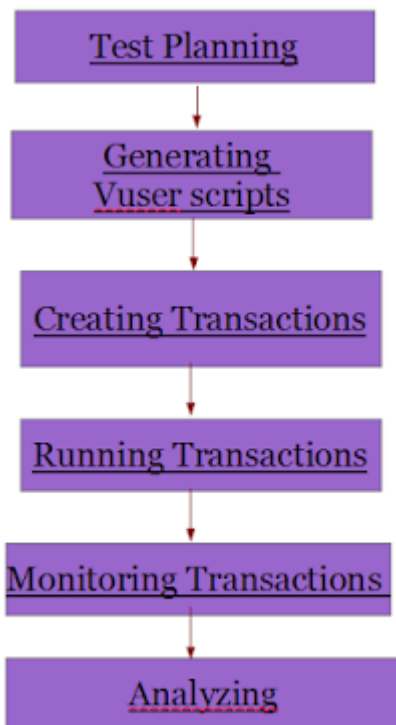 Test Planning
Generating
Vuser scripts
Creating Transactions
Running Transactions
Monitoring Transactions
Analyzing